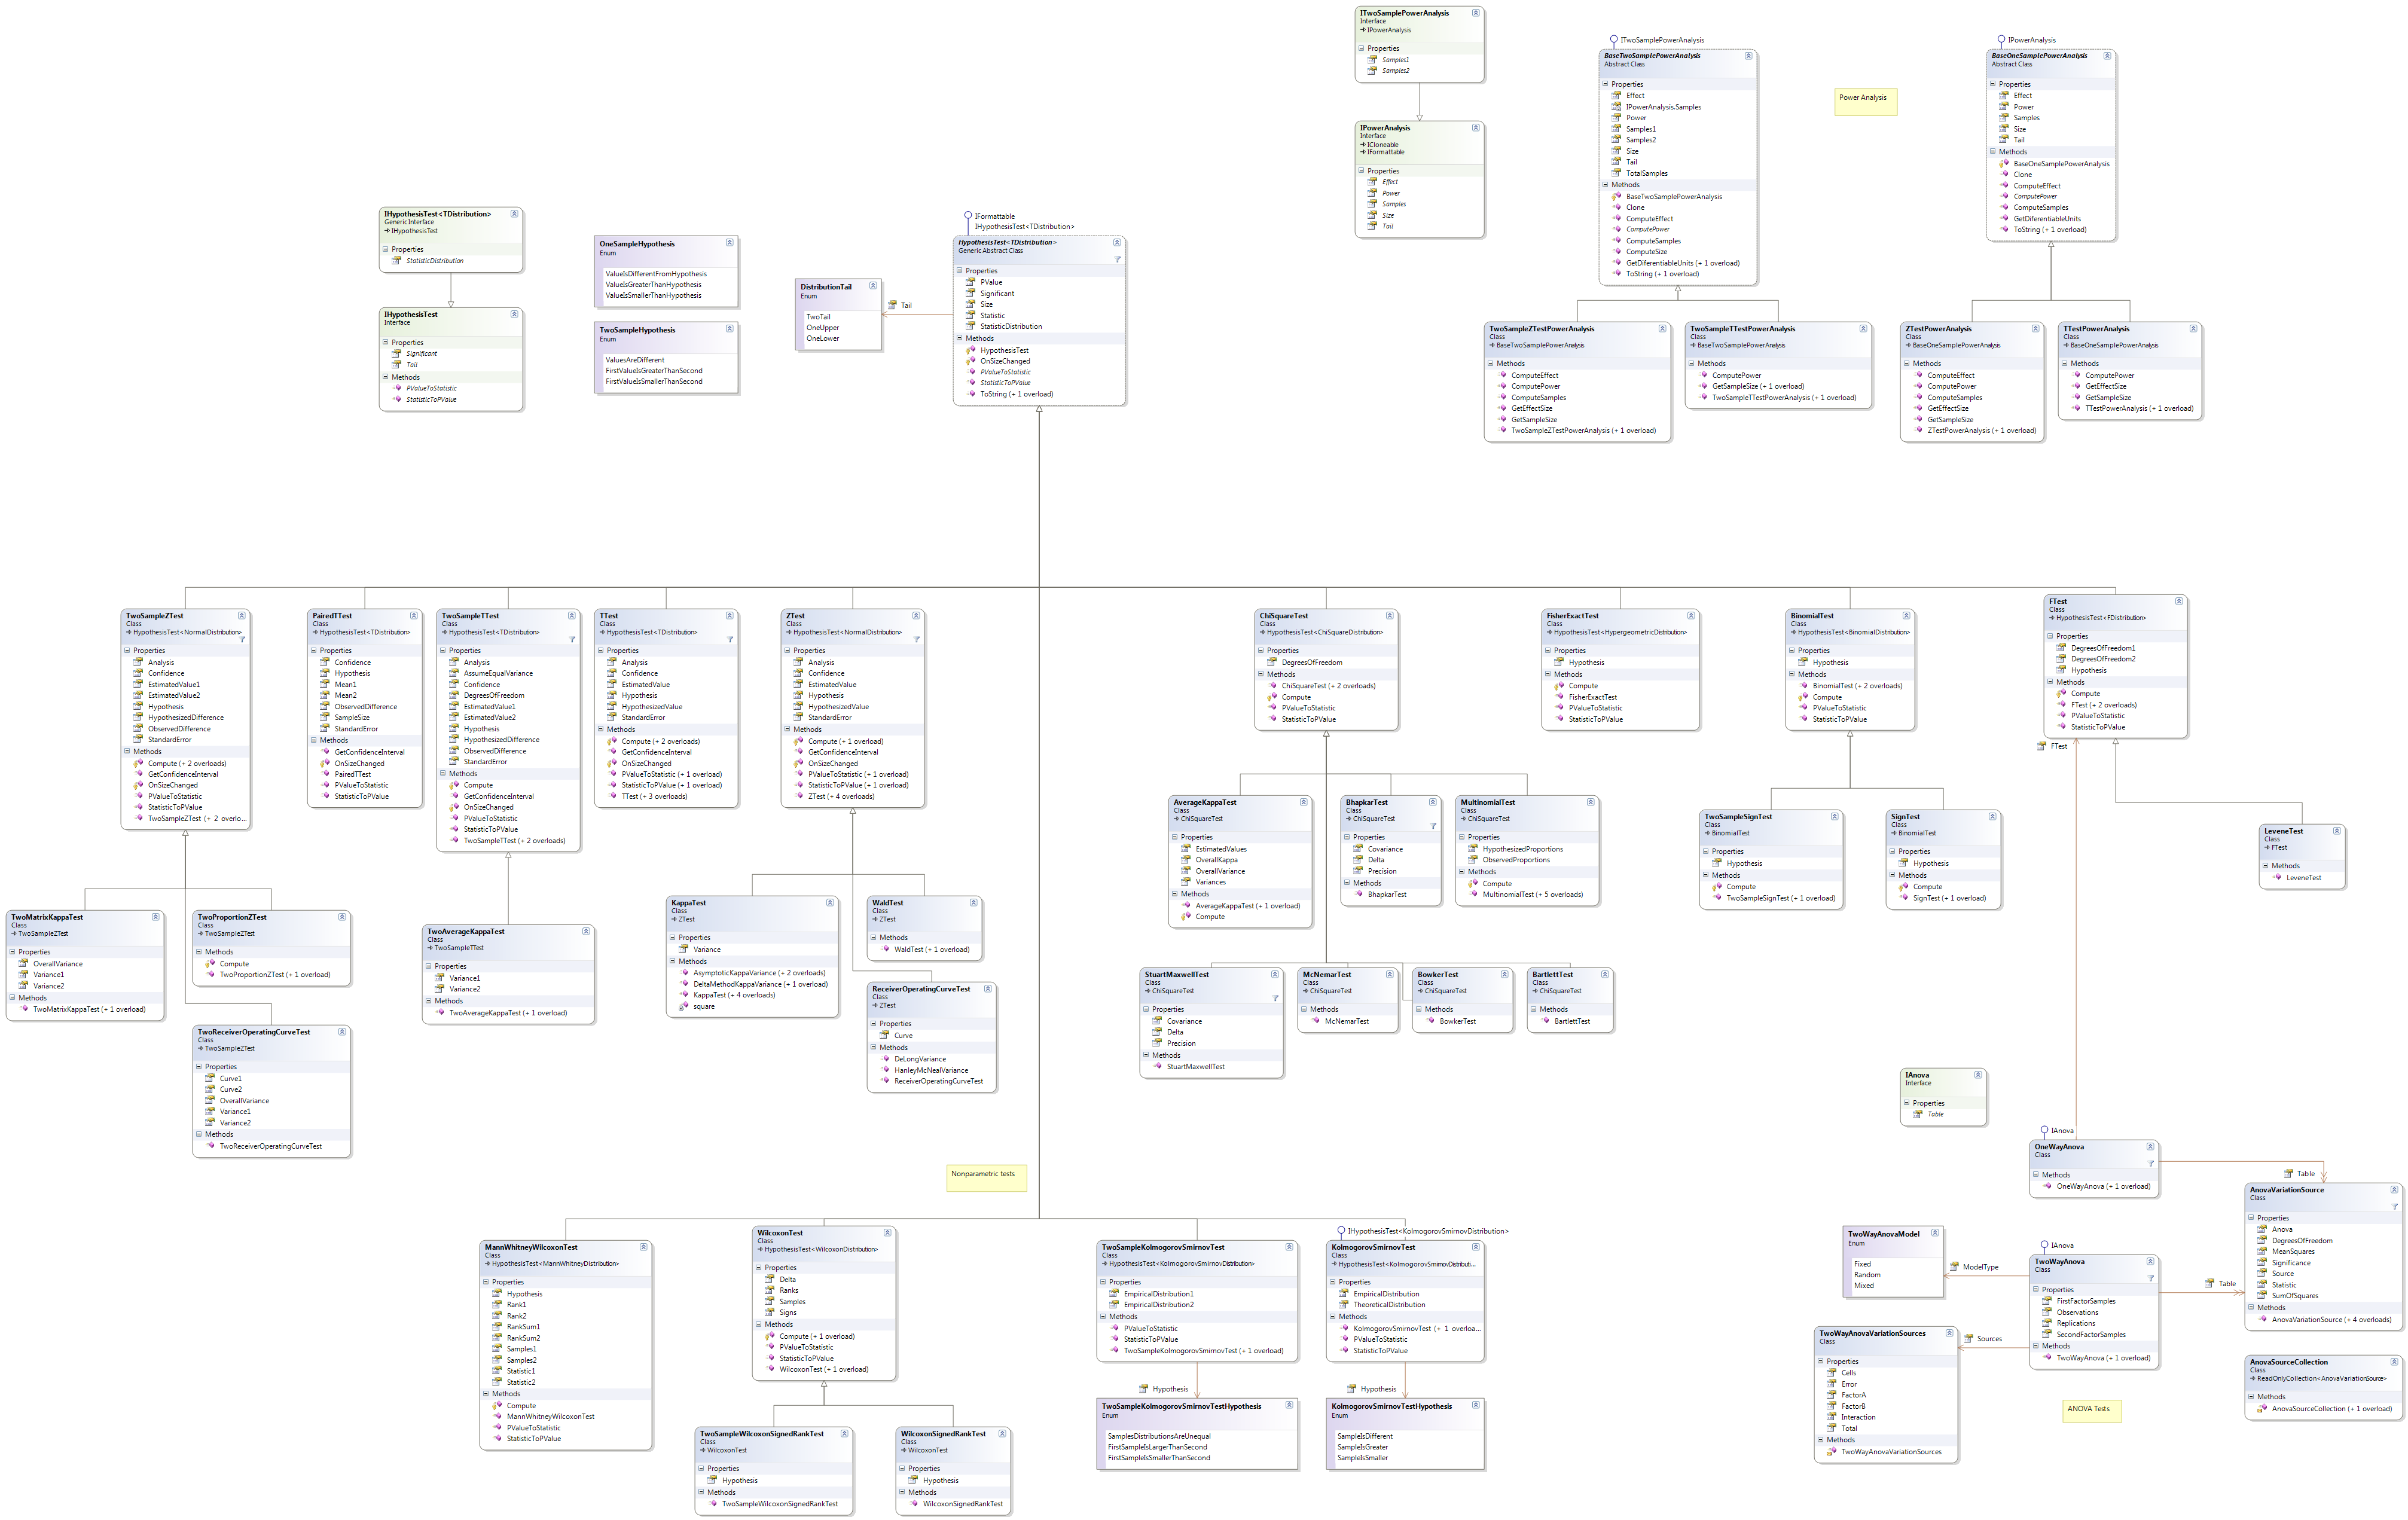 ITwoSamplePowerAnalysis
Interface
IPowerAnalysis
Properties
Samples1
Samples2
IPowerAnalysis
Interface
ICloneable
IFormattable
Properties
Effect
Power
Samples
Size
Tail
ITwoSamplePowerAnalysis
BaseTwoSamplePowerAnalysis
Abstract Class
Properties
Effect
IPowerAnalysis.Samples
Power
Samples1
Samples2
Size
Tail
TotalSamples
Methods
BaseTwoSamplePowerAnalysis
Clone
ComputeEffect
ComputePower
ComputeSamples
ComputeSize
GetDiferentiableUnits (+ 1 overload)
ToString (+ 1 overload)
Power Analysis
IPowerAnalysis
BaseOneSamplePowerAnalysis
Abstract Class
Properties
Effect
Power
Samples
Size
Tail
Methods
BaseOneSamplePowerAnalysis
Clone
ComputeEffect
ComputePower
ComputeSamples
GetDiferentiableUnits
ToString (+ 1 overload)
IHypothesisTest<TDistribution>
Generic Interface
IHypothesisTest
Properties
StatisticDistribution
IHypothesisTest
Interface
Properties
Significant
Tail
Methods
PValueToStatistic
StatisticToPValue
OneSampleHypothesis
Enum
ValueIsDifferentFromHypothesis
ValueIsGreaterThanHypothesis
ValueIsSmallerThanHypothesis
TwoSampleHypothesis
Enum
ValuesAreDifferent
FirstValueIsGreaterThanSecond
FirstValueIsSmallerThanSecond
DistributionTail
Enum
TwoTail
OneUpper
OneLower
Tail
IFormattable
IHypothesisTest<TDistribution>
HypothesisTest<TDistribution>
Generic Abstract Class
Properties
PValue
Significant
Size
Statistic
StatisticDistribution
Methods
HypothesisTest
OnSizeChanged
PValueToStatistic
StatisticToPValue
ToString (+ 1 overload)
TwoSampleZTestPowerAnalysis
Class
BaseTwoSamplePowerAnalysis
Methods
ComputeEffect
ComputePower
ComputeSamples
GetEffectSize
GetSampleSize
TwoSampleZTestPowerAnalysis (+ 1 overload)
TwoSampleTTestPowerAnalysis
Class
BaseTwoSamplePowerAnalysis
Methods
ComputePower
GetSampleSize (+ 1 overload)
TwoSampleTTestPowerAnalysis (+ 1 overload)
ZTestPowerAnalysis
Class
BaseOneSamplePowerAnalysis
Methods
ComputeEffect
ComputePower
ComputeSamples
GetEffectSize
GetSampleSize
ZTestPowerAnalysis (+ 1 overload)
TTestPowerAnalysis
Class
BaseOneSamplePowerAnalysis
Methods
ComputePower
GetEffectSize
GetSampleSize
TTestPowerAnalysis (+ 1 overload)
TwoSampleZTest
Class
HypothesisTest<NormalDistribution>
Properties
Analysis
Confidence
EstimatedValue1
EstimatedValue2
Hypothesis
HypothesizedDifference
ObservedDifference
StandardError
Methods
Compute (+ 2 overloads)
GetConfidenceInterval
OnSizeChanged
PValueToStatistic
StatisticToPValue
TwoSampleZTest (+ 2 overlo...
PairedTTest
Class
HypothesisTest<TDistribution>
Properties
Confidence
Hypothesis
Mean1
Mean2
ObservedDifference
SampleSize
StandardError
Methods
GetConfidenceInterval
OnSizeChanged
PairedTTest
PValueToStatistic
StatisticToPValue
TwoSampleTTest
Class
HypothesisTest<TDistribution>
Properties
Analysis
AssumeEqualVariance
Confidence
DegreesOfFreedom
EstimatedValue1
EstimatedValue2
Hypothesis
HypothesizedDifference
ObservedDifference
StandardError
Methods
Compute
GetConfidenceInterval
OnSizeChanged
PValueToStatistic
StatisticToPValue
TwoSampleTTest (+ 2 overloads)
TTest
Class
HypothesisTest<TDistribution>
Properties
Analysis
Confidence
EstimatedValue
Hypothesis
HypothesizedValue
StandardError
Methods
Compute (+ 2 overloads)
GetConfidenceInterval
OnSizeChanged
PValueToStatistic (+ 1 overload)
StatisticToPValue (+ 1 overload)
TTest (+ 3 overloads)
ZTest
Class
HypothesisTest<NormalDistribution>
Properties
Analysis
Confidence
EstimatedValue
Hypothesis
HypothesizedValue
StandardError
Methods
Compute (+ 1 overload)
GetConfidenceInterval
OnSizeChanged
PValueToStatistic (+ 1 overload)
StatisticToPValue (+ 1 overload)
ZTest (+ 4 overloads)
ChiSquareTest
Class
HypothesisTest<ChiSquareDistribution>
Properties
DegreesOfFreedom
Methods
ChiSquareTest (+ 2 overloads)
Compute
PValueToStatistic
StatisticToPValue
FisherExactTest
Class
HypothesisTest<HypergeometricDistribution>
Properties
Hypothesis
Methods
Compute
FisherExactTest
PValueToStatistic
StatisticToPValue
BinomialTest
Class
HypothesisTest<BinomialDistribution>
Properties
Hypothesis
Methods
BinomialTest (+ 2 overloads)
Compute
PValueToStatistic
StatisticToPValue
FTest
Class
HypothesisTest<FDistribution>
Properties
DegreesOfFreedom1
DegreesOfFreedom2
Hypothesis
Methods
Compute
FTest (+ 2 overloads)
PValueToStatistic
StatisticToPValue
FTest
TwoMatrixKappaTest
Class
TwoSampleZTest
Properties
OverallVariance
Variance1
Variance2
Methods
TwoMatrixKappaTest (+ 1 overload)
TwoProportionZTest
Class
TwoSampleZTest
Methods
Compute
TwoProportionZTest (+ 1 overload)
TwoReceiverOperatingCurveTest
Class
TwoSampleZTest
Properties
Curve1
Curve2
OverallVariance
Variance1
Variance2
Methods
TwoReceiverOperatingCurveTest
TwoAverageKappaTest
Class
TwoSampleTTest
Properties
Variance1
Variance2
Methods
TwoAverageKappaTest (+ 1 overload)
KappaTest
Class
ZTest
Properties
Variance
Methods
AsymptoticKappaVariance (+ 2 overloads)
DeltaMethodKappaVariance (+ 1 overload)
KappaTest (+ 4 overloads)
square
WaldTest
Class
ZTest
Methods
WaldTest (+ 1 overload)
ReceiverOperatingCurveTest
Class
ZTest
Properties
Curve
Methods
DeLongVariance
HanleyMcNealVariance
ReceiverOperatingCurveTest
AverageKappaTest
Class
ChiSquareTest
Properties
EstimatedValues
OverallKappa
OverallVariance
Variances
Methods
AverageKappaTest (+ 1 overload)
Compute
BhapkarTest
Class
ChiSquareTest
Properties
Covariance
Delta
Precision
Methods
BhapkarTest
MultinomialTest
Class
ChiSquareTest
Properties
HypothesizedProportions
ObservedProportions
Methods
Compute
MultinomialTest (+ 5 overloads)
StuartMaxwellTest
Class
ChiSquareTest
Properties
Covariance
Delta
Precision
Methods
StuartMaxwellTest
McNemarTest
Class
ChiSquareTest
Methods
McNemarTest
BowkerTest
Class
ChiSquareTest
Methods
BowkerTest
BartlettTest
Class
ChiSquareTest
Methods
BartlettTest
TwoSampleSignTest
Class
BinomialTest
Properties
Hypothesis
Methods
Compute
TwoSampleSignTest (+ 1 overload)
SignTest
Class
BinomialTest
Properties
Hypothesis
Methods
Compute
SignTest (+ 1 overload)
LeveneTest
Class
FTest
Methods
LeveneTest
IAnova
Interface
Properties
Table
IAnova
OneWayAnova
Class
Methods
OneWayAnova (+ 1 overload)
Table
AnovaVariationSource
Class
Properties
Anova
DegreesOfFreedom
MeanSquares
Significance
Source
Statistic
SumOfSquares
Methods
AnovaVariationSource (+ 4 overloads)
Nonparametric tests
MannWhitneyWilcoxonTest
Class
HypothesisTest<MannWhitneyDistribution>
Properties
Hypothesis
Rank1
Rank2
RankSum1
RankSum2
Samples1
Samples2
Statistic1
Statistic2
Methods
Compute
MannWhitneyWilcoxonTest
PValueToStatistic
StatisticToPValue
WilcoxonTest
Class
HypothesisTest<WilcoxonDistribution>
Properties
Delta
Ranks
Samples
Signs
Methods
Compute (+ 1 overload)
PValueToStatistic
StatisticToPValue
WilcoxonTest (+ 1 overload)
TwoSampleWilcoxonSignedRankTest
Class
WilcoxonTest
Properties
Hypothesis
Methods
TwoSampleWilcoxonSignedRankTest
WilcoxonSignedRankTest
Class
WilcoxonTest
Properties
Hypothesis
Methods
WilcoxonSignedRankTest
TwoSampleKolmogorovSmirnovTest
Class
HypothesisTest<KolmogorovSmirnovDistribution>
Properties
EmpiricalDistribution1
EmpiricalDistribution2
Methods
PValueToStatistic
StatisticToPValue
TwoSampleKolmogorovSmirnovTest (+ 1 overload)
Hypothesis
TwoSampleKolmogorovSmirnovTestHypothesis
Enum
SamplesDistributionsAreUnequal
FirstSampleIsLargerThanSecond
FirstSampleIsSmallerThanSecond
IHypothesisTest<KolmogorovSmirnovDistribution>
KolmogorovSmirnovTest
Class
HypothesisTest<KolmogorovSmirnovDistributi...
Properties
EmpiricalDistribution
TheoreticalDistribution
Methods
KolmogorovSmirnovTest (+ 1 overloa...
PValueToStatistic
StatisticToPValue
Hypothesis
KolmogorovSmirnovTestHypothesis
Enum
SampleIsDifferent
SampleIsGreater
SampleIsSmaller
TwoWayAnovaModel
Enum
Fixed
Random
Mixed
ModelType
IAnova
TwoWayAnova
Class
Properties
FirstFactorSamples
Observations
Replications
SecondFactorSamples
Methods
TwoWayAnova (+ 1 overload)
Table
Sources
TwoWayAnovaVariationSources
Class
Properties
Cells
Error
FactorA
FactorB
Interaction
Total
Methods
TwoWayAnovaVariationSources
AnovaSourceCollection
Class
ReadOnlyCollection<AnovaVariationSource>
Methods
AnovaSourceCollection (+ 1 overload)
ANOVA Tests